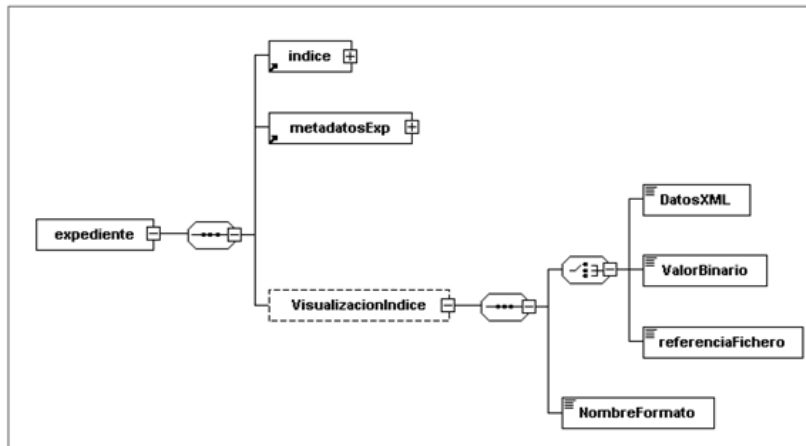 indice
metadatosExp
expediente
VisualizacionIndice
DatosXML
ValorBinario
referenciaFichero
NombreFormato